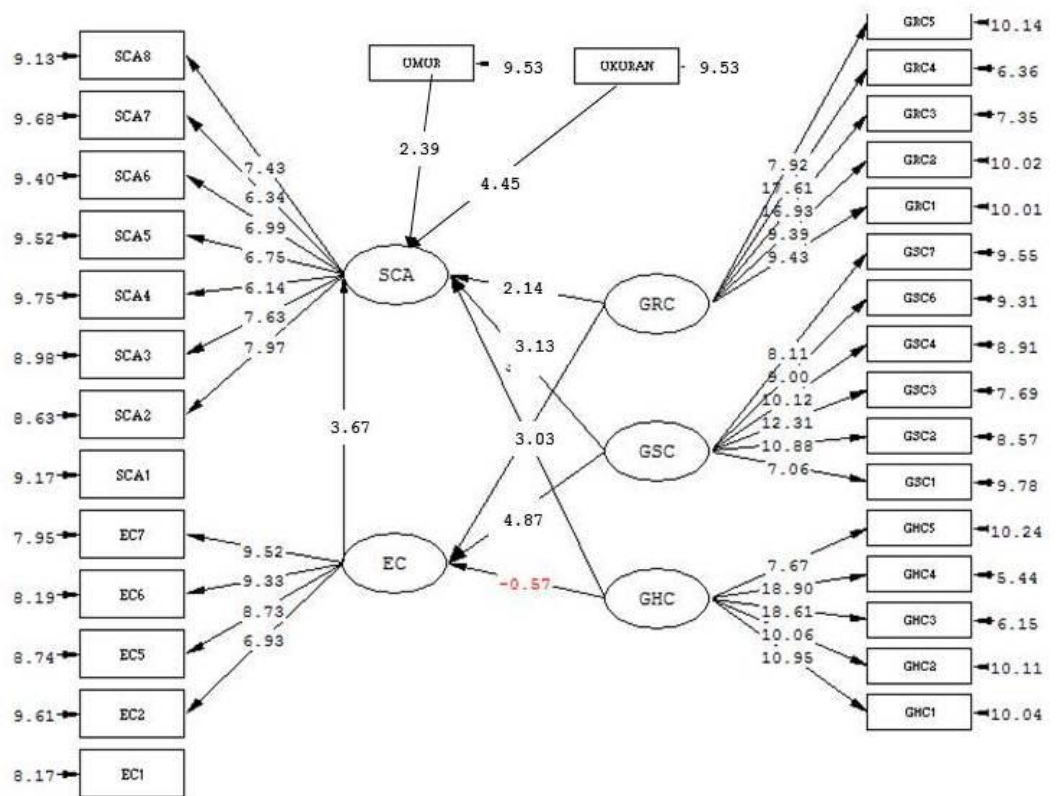 9.13 SCA8
9.68 SCA7
9.40 SCA6
9.52 SCA5
9.75 SCA4
8.98 SCA3
8.63 SCA2
9.17 SCA1
7.95 EC7
8.19 EC6
8.74 EC5
9.61 EC2
8.17 EC1
7.43
6.34
6.99
6.75
6.14
7.63
7.97
9.52
9.33
8.73
6.93
UMUR 9.53
UKURAN 9.53
2.39
4.45
SCA
EC
3.67
2.14
3.13
3.03
4.87
-0.57
GRC
GSC
GHC
7.92
17.61
16.93
9.39
9.43
8.11
9.00
10.12
12.31
10.88
7.06
7.67
18.90
18.61
10.06
10.95
GRC5 10.14
GRC4 6.36
GRC3 7.35
GRC2 10.02
GRC1 10.01
GSC7 9.55
GSC6 9.31
GSC4 8.91
GSC3 7.69
GSC2 8.57
GSC1 9.78
GHC5 10.24
GHC4 5.44
GHC3 6.15
GHC2 10.11
GHC1 10.04